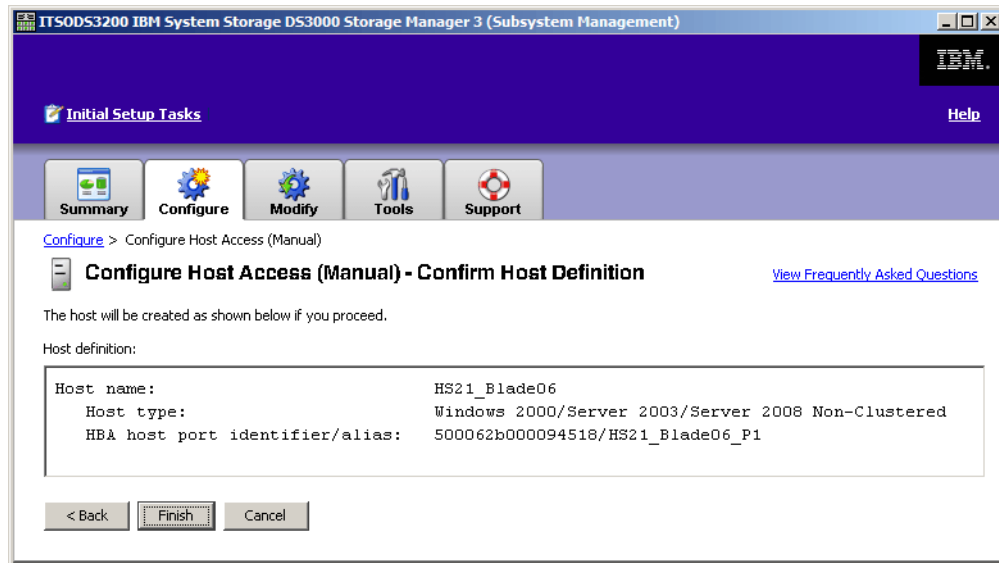 ITSODS3200 IBM System Storage DS3000 Storage Manager 3 (Subsystem Management)
IBM.
Initial Setup Tasks
Help
Summary
Configure
Modify
Tools
Support
Configure > Configure Host Access (Manual)
Configure Host Access (Manual) - Confirm Host Definition
View Frequently Asked Questions
The host will be created as shown below if you proceed.
Host definition:
Host name: HS21_Blade06
Host type: Windows 2000/Server 2003/Server 2008 Non-Clustered
HBA host port identifier/alias: 500062b000094518/HS21_Blade06_P1
< Back
Finish
Cancel